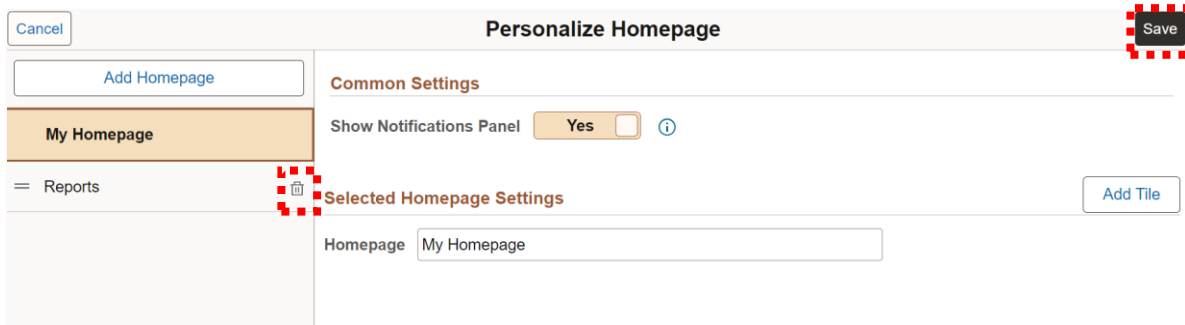 Cancel
Personalize Homepage
Save
Add Homepage
My Homepage
Reports
Common Settings
Show Notifications Panel Yes
Selected Homepage Settings
Add Tile
Homepage My Homepage